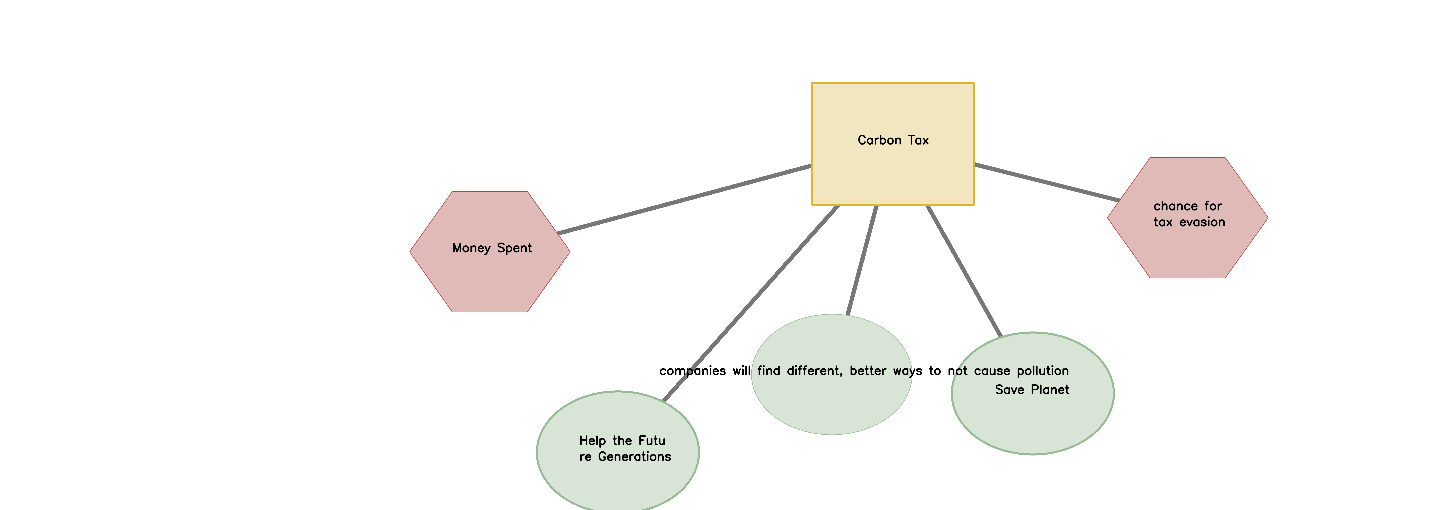 Carbon Tax
chance for
tax evasion
Money Spent
companies will find different, better ways to not cause pollution
Save Planet
Help the Futu
re Generations